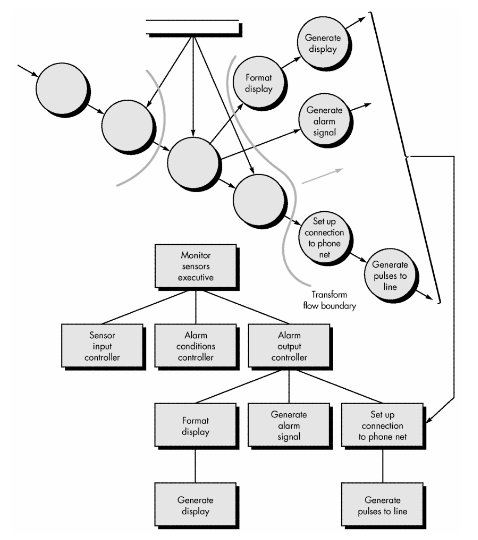 Generate
display
Format
display
Generate
alarm
signal
Set up
connection
to phone
net
Generate
pulses to
line
Transform
flow boundary
Monitor
sensors
executive
Sensor
input
controller
Alarm
conditions
controller
Alarm
output
controller
Format
display
Generate
alarm
signal
Set up
connection
to phone net
Generate
display
Generate
pulses to line